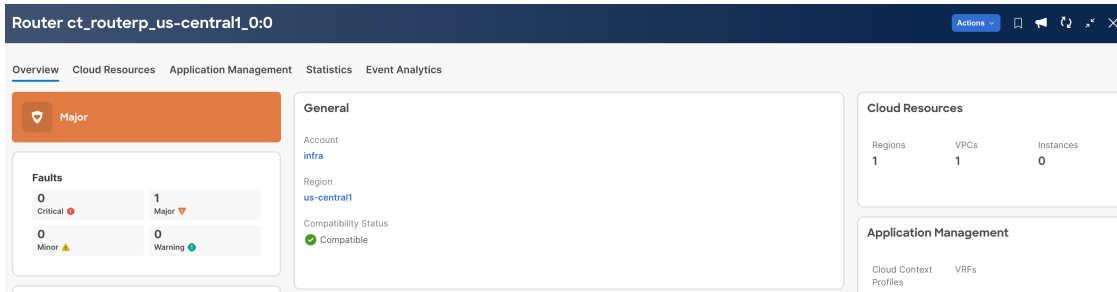 Router ct_routerp_us-central1_0:0
Actions
Overview Cloud Resources Application Management Statistics Event Analytics
Major
Faults
0 1
Critical Major
0 0
Minor Warning
General
Account
infra
Region
us-central1
Compatibility Status
Compatible
Cloud Resources
Regions VPCs Instances
1 1 0
Application Management
Cloud Context VRFs
Profiles